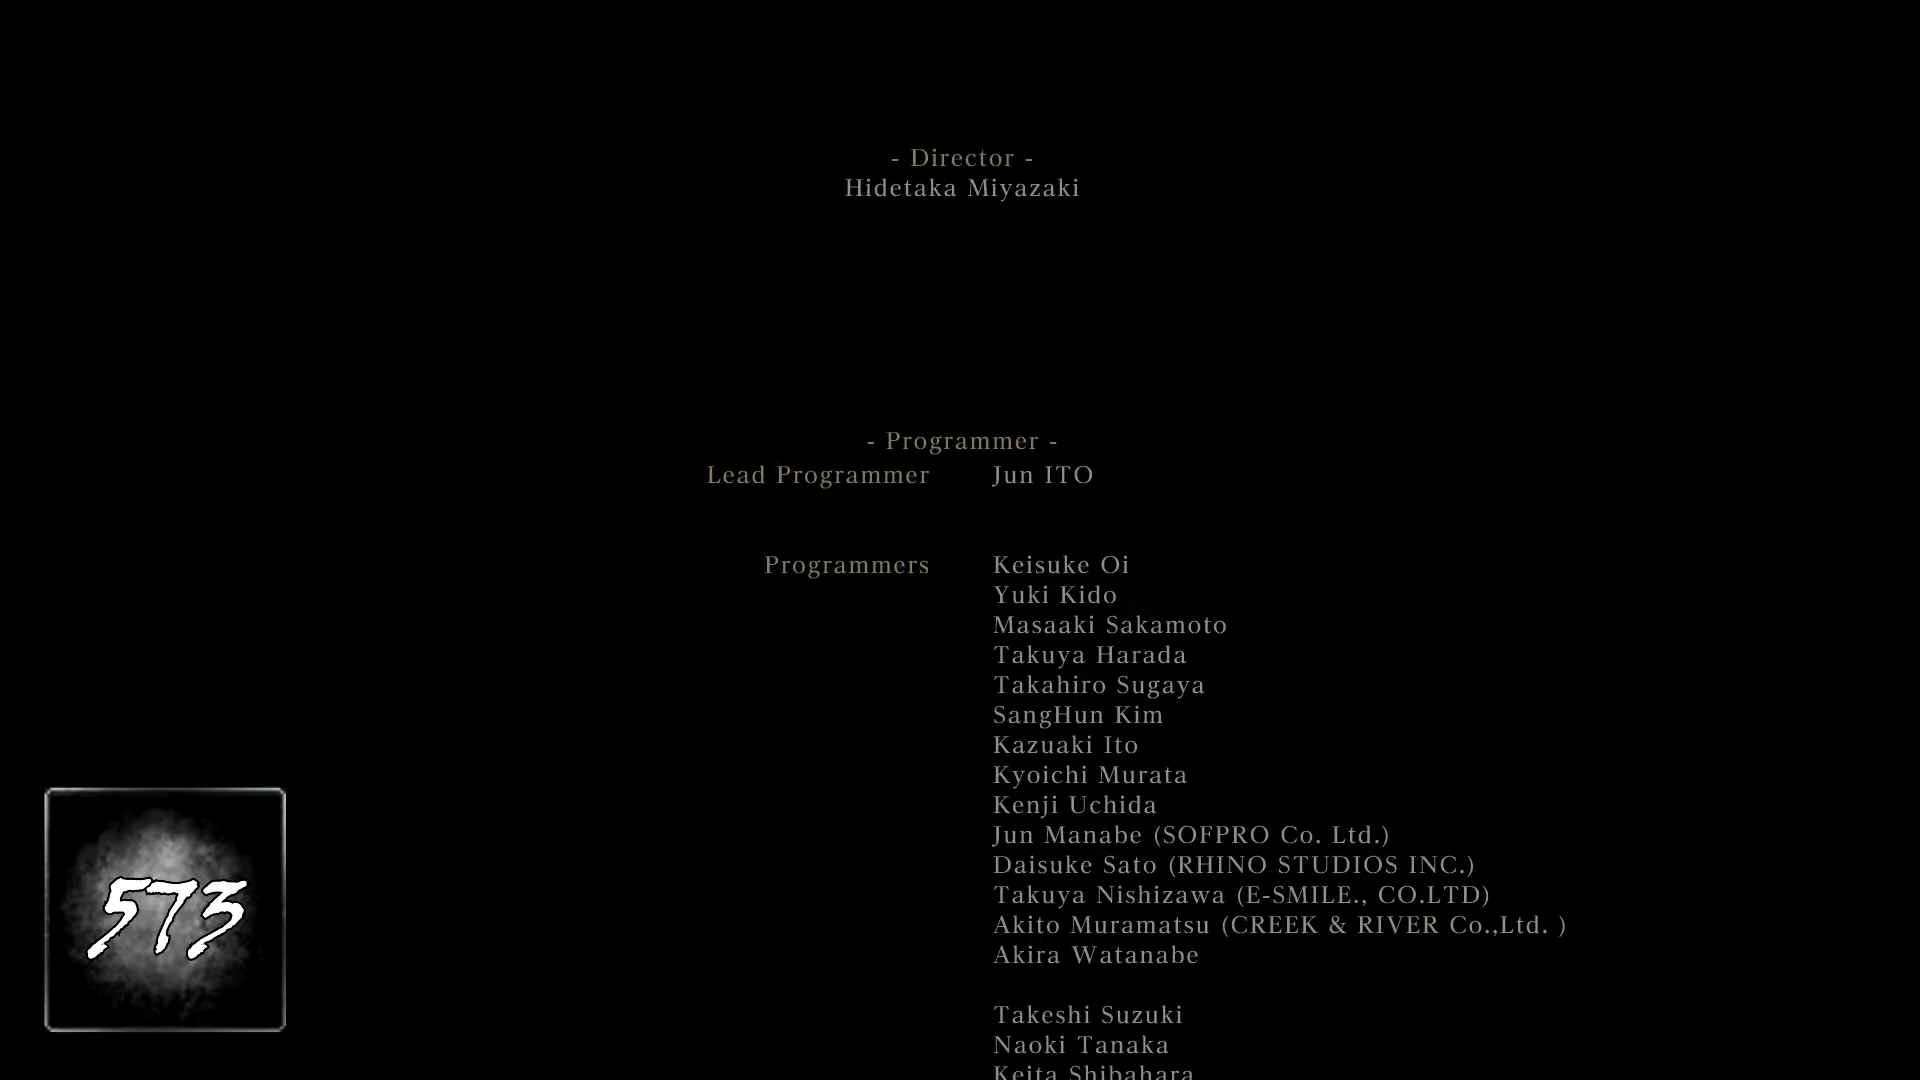 - Director -
Hidetaka Miyazaki
- Programmer -
Lead Programmer Jun ITO
Programmers Keisuke Oi
Yuki Kido
Masaaki Sakamoto
Takuya Harada
Takahiro Sugaya
SangHun Kim
Kazuaki Ito
Kyoichi Murata
Kenji Uchida
Jun Manabe (SOFPRO Co. Ltd.)
Daisuke Sato (RHINO STUDIOS INC.)
Takuya Nishizawa (E-SMILE., CO.LTD)
Akito Muramatsu (CREEK & RIVER Co.,Ltd. )
Akira Watanabe
Takeshi Suzuki
Naoki Tanaka
Keita Shibahara
573